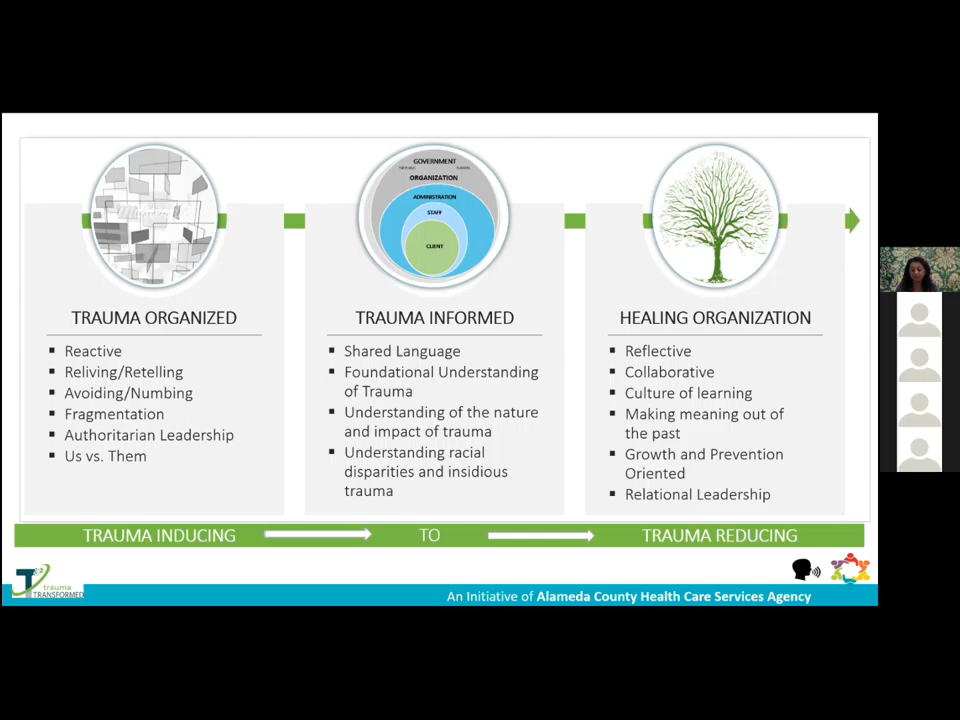 GOVERNMENT
ORGANIZATION
ADMINISTRATION
STAFF
CLIENT
TRAUMA ORGANIZED
▪ Reactive
▪ Reliving/Retelling
▪ Avoiding/Numbing
▪ Fragmentation
▪ Authoritarian Leadership
▪ Us vs. Them
TRAUMA INFORMED
▪ Shared Language
▪ Foundational Understanding
of Trauma
▪ Understanding of the nature
and impact of trauma
▪ Understanding racial
disparities and insidious
trauma
HEALING ORGANIZATION
▪ Reflective
▪ Collaborative
▪ Culture of learning
▪ Making meaning out of
the past
▪ Growth and Prevention
Oriented
▪ Relational Leadership
TRAUMA INDUCING TO TRAUMA REDUCING
trauma
TRANSFORMED
An Initiative of Alameda County Health Care Services Agency